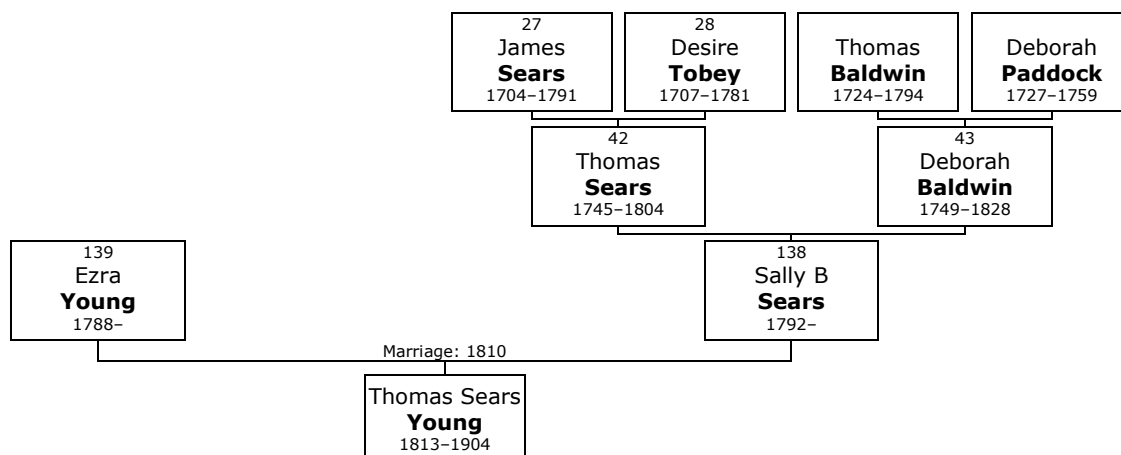 27
James
Sears
1704–1791
28
Desire
Tobey
1707–1781
Thomas
Baldwin
1724–1794
Deborah
Paddock
1727–1759
42
Thomas
Sears
1745–1804
43
Deborah
Baldwin
1749–1828
139
Ezra
Young
1788–
138
Sally B
Sears
1792–
Marriage: 1810
Thomas Sears
Young
1813–1904